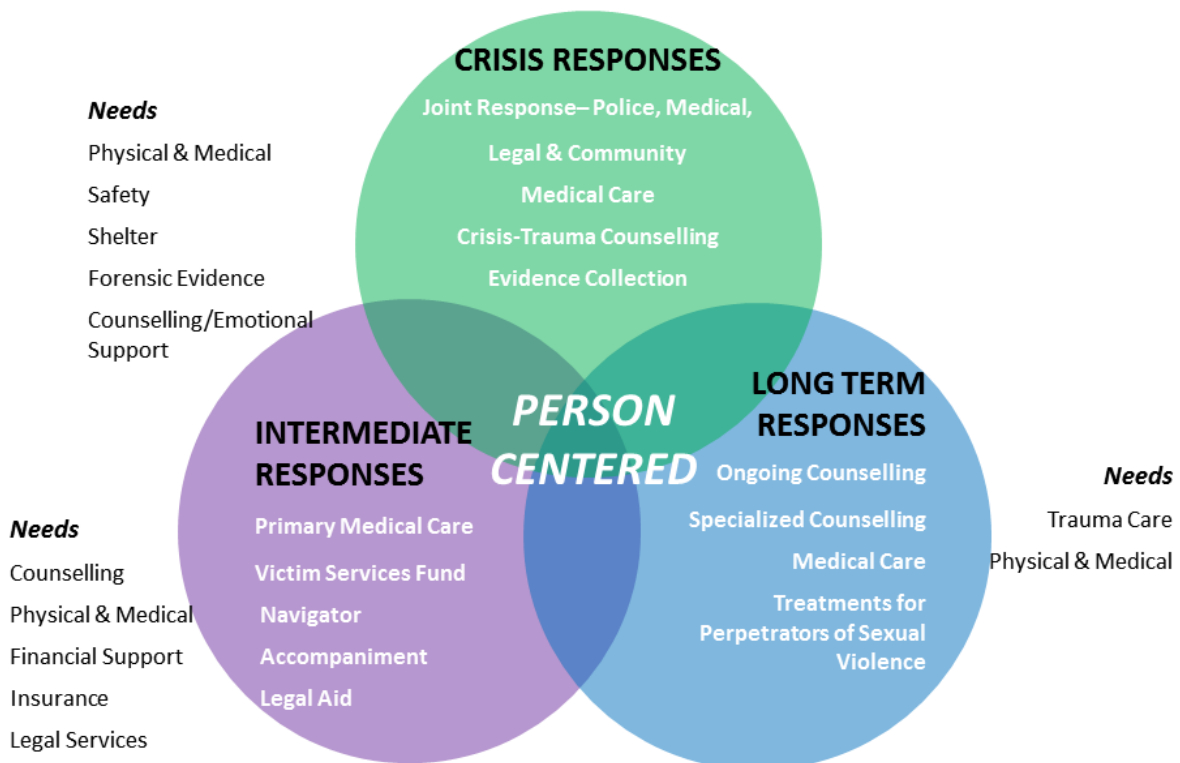 CRISIS RESPONSES
Joint Response– Police, Medical,
Legal & Community
Medical Care
Crisis-Trauma Counselling
Evidence Collection
Needs
Physical & Medical
Safety
Shelter
Forensic Evidence
Counselling/Emotional
Support
PERSON
CENTERED
INTERMEDIATE
RESPONSES
Primary Medical Care
Victim Services Fund
Navigator
Accompaniment
Legal Aid
Needs
Counselling
Physical & Medical
Financial Support
Insurance
Legal Services
LONG TERM
RESPONSES
Ongoing Counselling
Specialized Counselling
Medical Care
Treatments for
Perpetrators of Sexual
Violence
Needs
Trauma Care
Physical & Medical